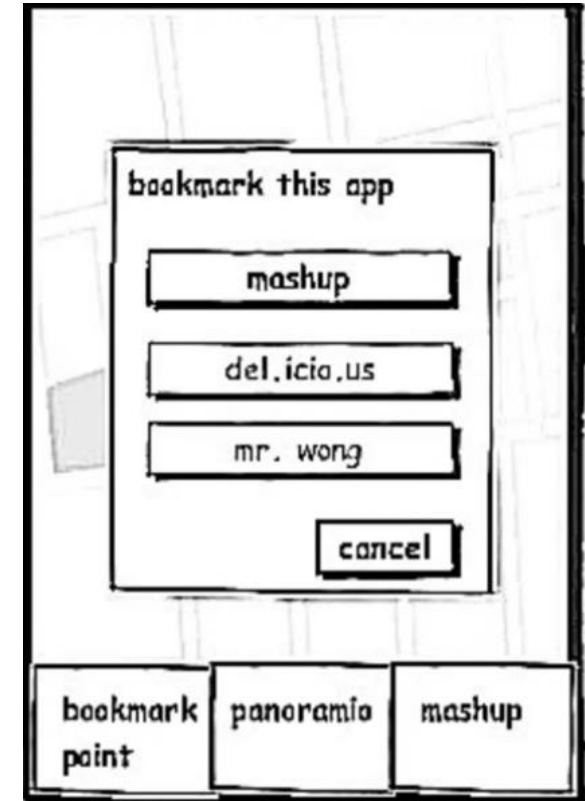 bookmark this app
mashup
del.icio.us
mr. wong
cancel
bookmark
point
panoramio
mashup